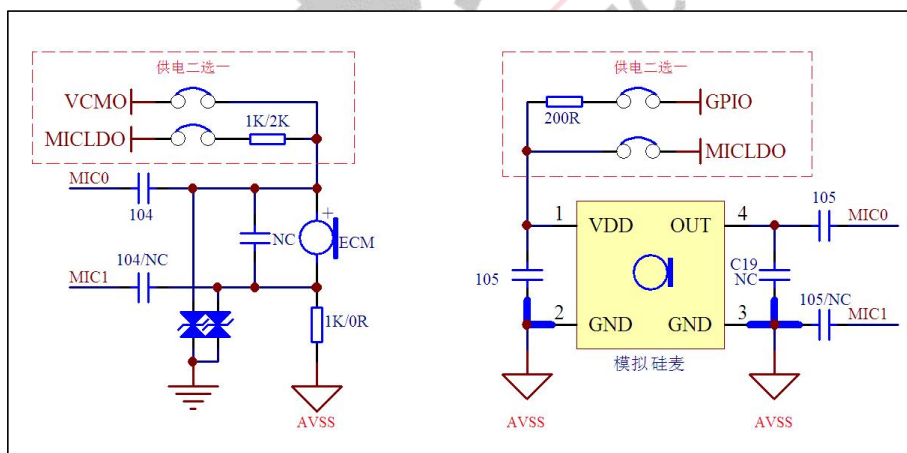 供电二选一
VCMO
MICLDO
1K/2K
MIC0
104
NC
+
ECM
104/NC
MIC1
1K/0R
AVSS
供电二选一
200R
GPIO
MICLDO
1
VDD
OUT
4
105
MIC0
105
C19
NC
2
GND
GND
3
105/NC
MIC1
模拟硅麦
AVSS
AVSS